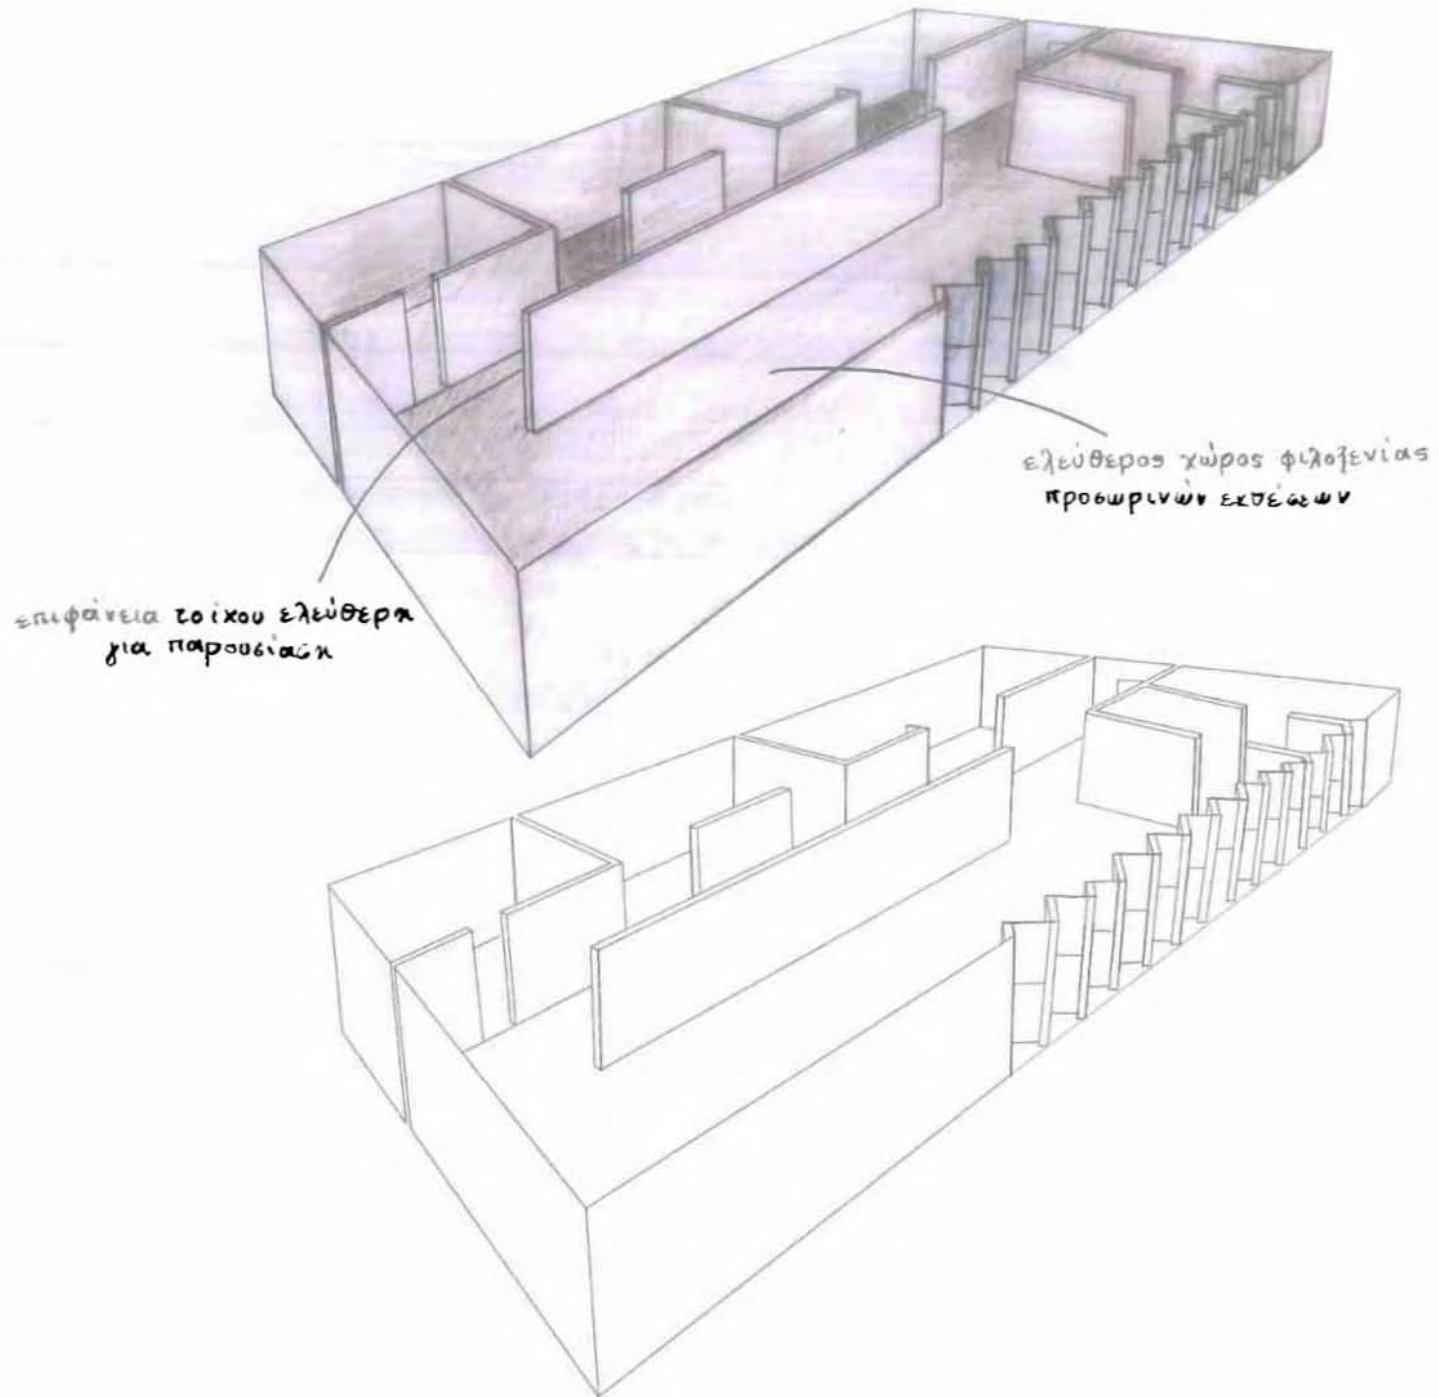 ελεύθερος χώρος φιλοξενίας
προσωρινών εκθέσεων
επιφάνεια τοίχου ελεύθερη
για παρουσίαση